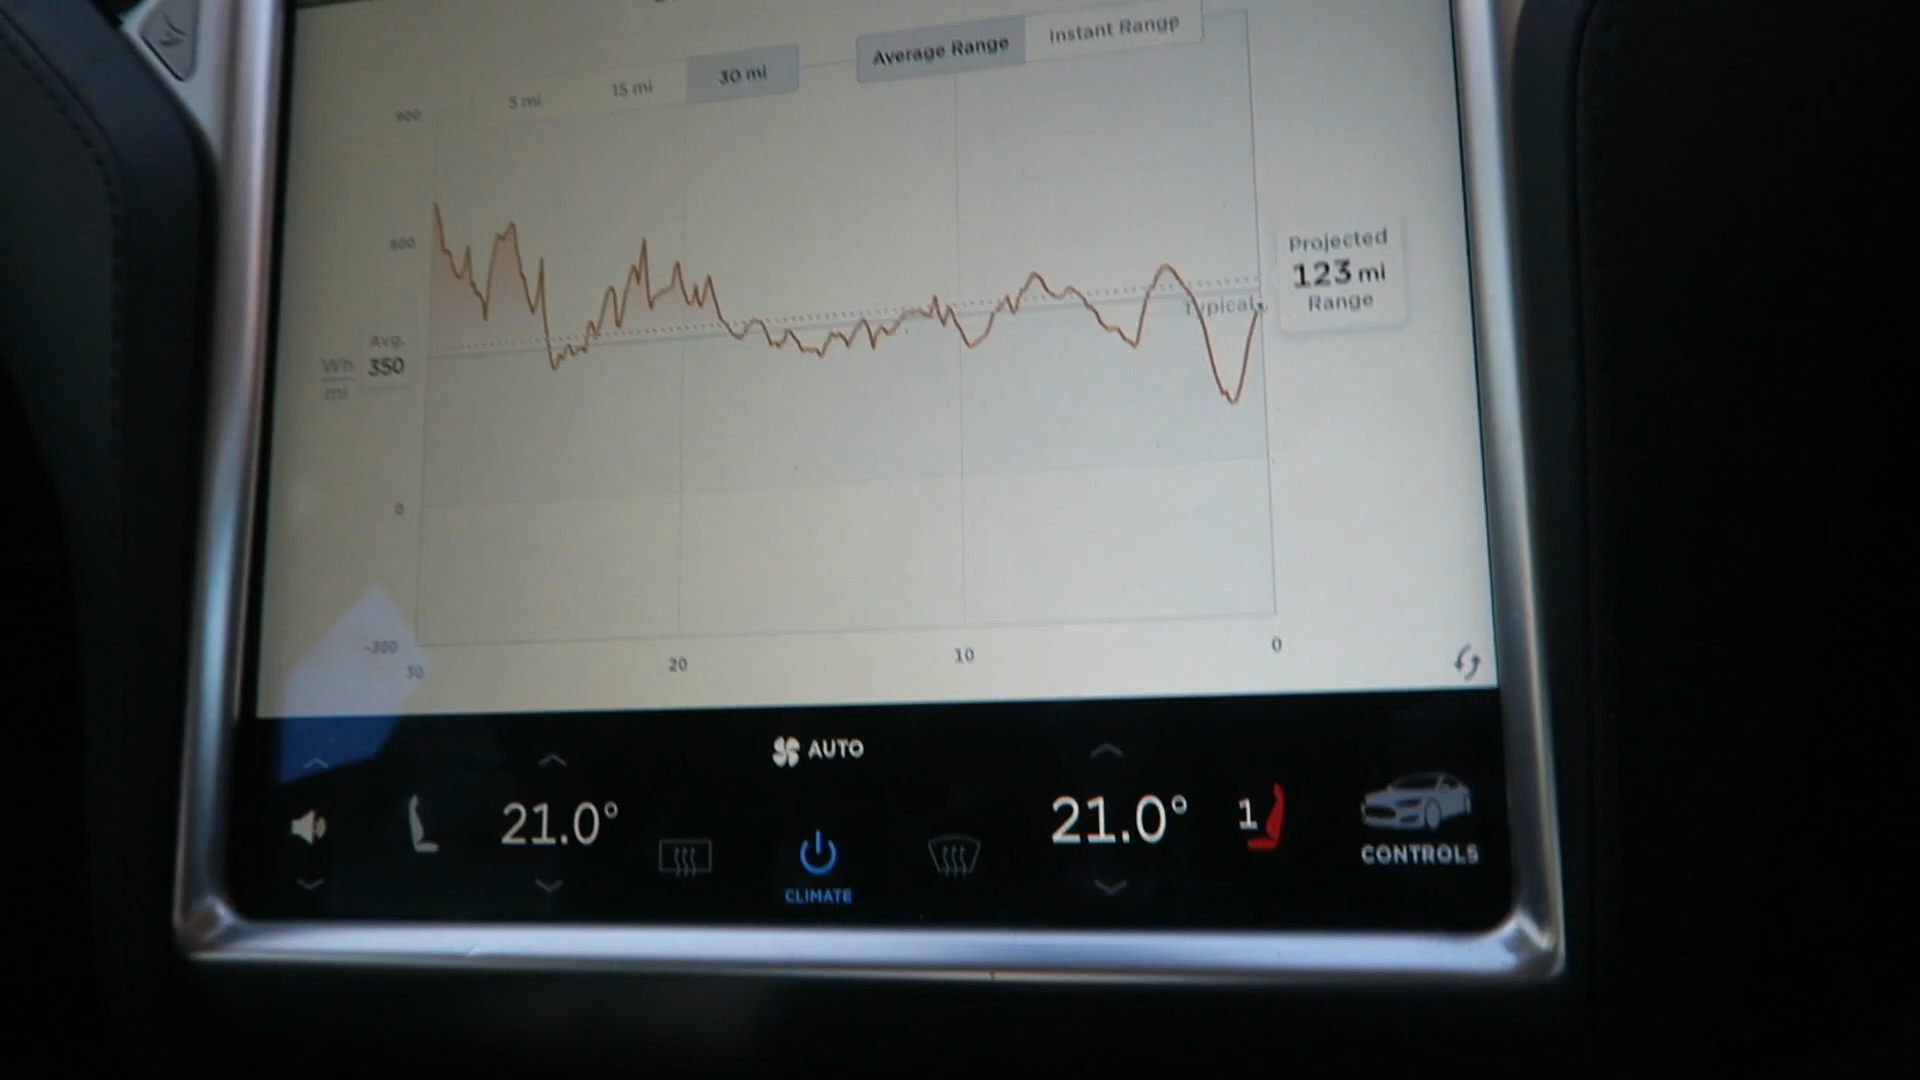 Average Range
Instant Range
5 mi
15 mi
30 mi
900
600
Projected
123 mi
Range
Typical
Avg.
350
Wh
mi
0
-300
30
20
10
0
AUTO
21.0°
21.0°
1
CLIMATE
CONTROLS